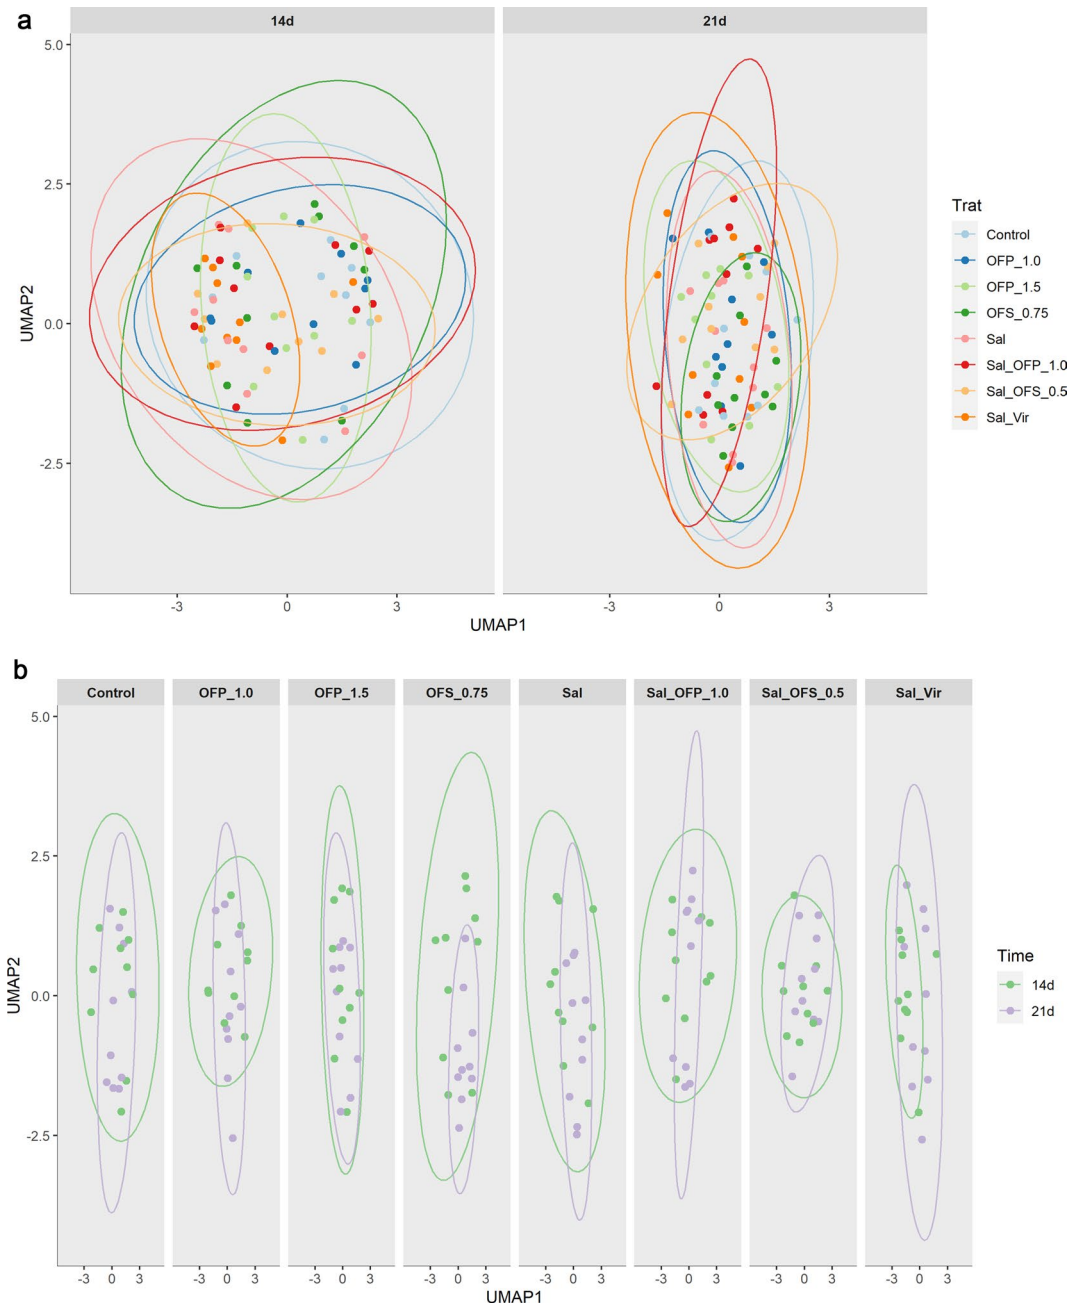 a
14d
21d
5.0
2.5
0.0
-2.5
UMAP2
-3
0
3
-3
0
3
UMAP1
Trat
Control
OFP_1.0
OFP_1.5
OFS_0.75
Sal
Sal_OFP_1.0
Sal_OFS_0.5
Sal_Vir
b
Control
OFP_1.0
OFP_1.5
OFS_0.75
Sal
Sal_OFP_1.0
Sal_OFS_0.5
Sal_Vir
5.0
2.5
0.0
-2.5
UMAP2
-3 0 3
-3 0 3
-3 0 3
-3 0 3
-3 0 3
-3 0 3
-3 0 3
-3 0 3
UMAP1
Time
14d
21d